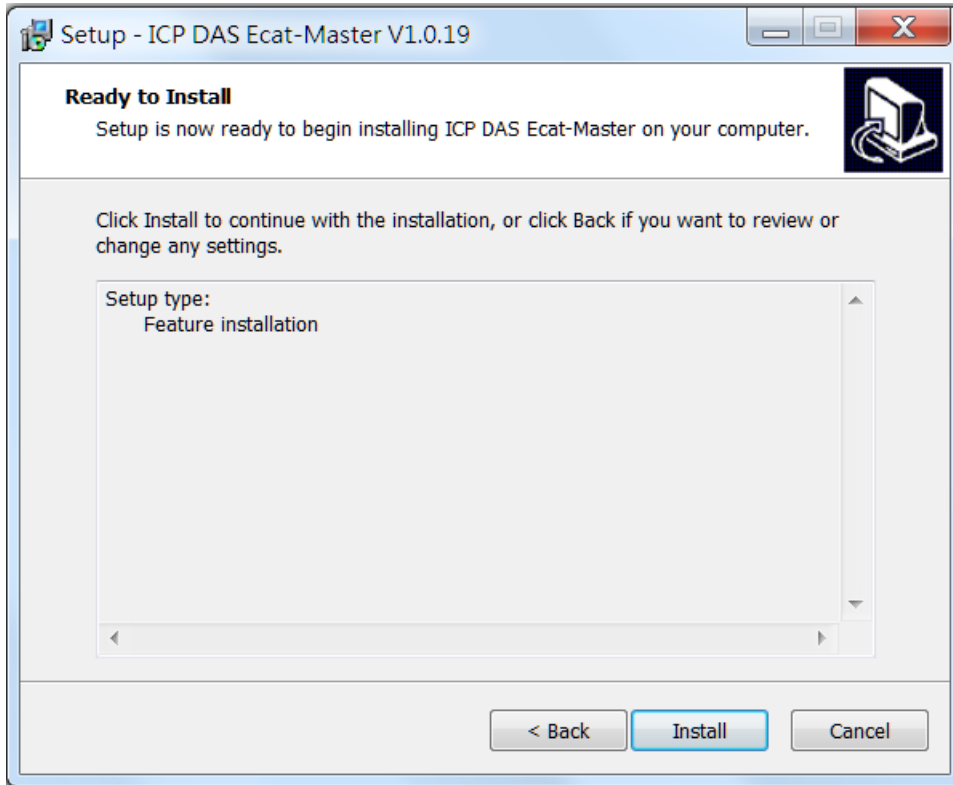 Setup - ICP DAS Ecat-Master V1.0.19
Ready to Install
Setup is now ready to begin installing ICP DAS Ecat-Master on your computer.
Click Install to continue with the installation, or click Back if you want to review or
change any settings.
Setup type:
Feature installation
< Back
Install
Cancel